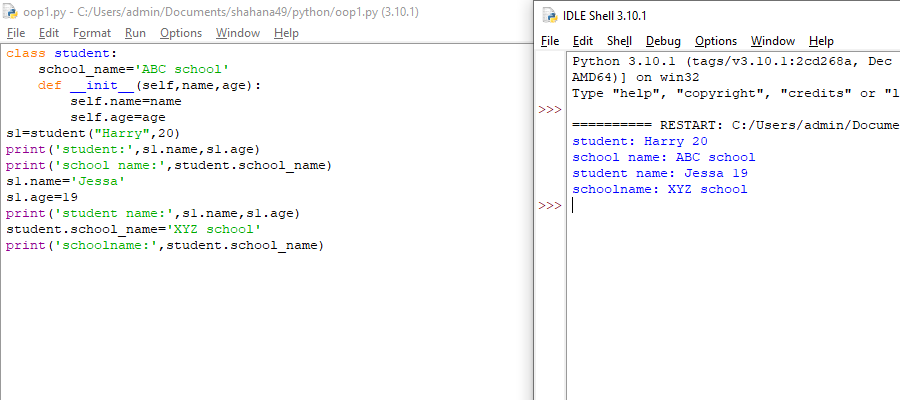 oop1.py - C:/Users/admin/Documents/shahana49/python/oop1.py (3.10.1)
File Edit Format Run Options Window Help
class student:
    school_name='ABC school'
    def __init__(self,name,age):
        self.name=name
        self.age=age
s1=student("Harry",20)
print('student:',s1.name,s1.age)
print('school name:',student.school_name)
s1.name='Jessa'
s1.age=19
print('student name:',s1.name,s1.age)
student.school_name='XYZ school'
print('schoolname:',student.school_name)
IDLE Shell 3.10.1
File Edit Shell Debug Options Window Help
Python 3.10.1 (tags/v3.10.1:2cd268a, Dec
AMD64)] on win32
Type "help", "copyright", "credits" or "l
>>>
========== RESTART: C:/Users/admin/Docume
student: Harry 20
school name: ABC school
student name: Jessa 19
schoolname: XYZ school
>>>